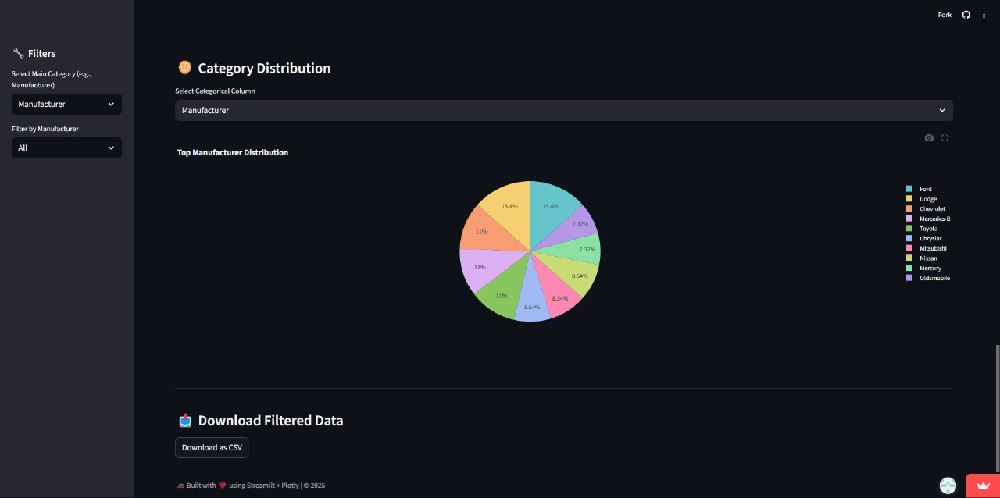 Fork
Filters
Select Main Category (e.g.,
Manufacturer)
Manufacturer
Filter by Manufacturer
All
Category Distribution
Select Categorical Column
Manufacturer
Top Manufacturer Distribution
13.4%
13.4%
7.32%
11%
7.32%
11%
8.54%
11%
8.54%
8.54%
Ford
Dodge
Chevrolet
Mercedes-B
Toyota
Chrysler
Mitsubishi
Nissan
Mercury
Oldsmobile
Download Filtered Data
Download as CSV
Built with ❤️ using Streamlit + Plotly | © 2025